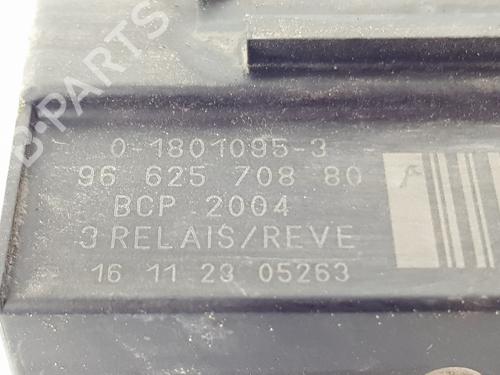 B-PARTS
0-1801095-3
96 625 708 80
BCP 2004
3 RELAIS/REVE
16 11 23 05263